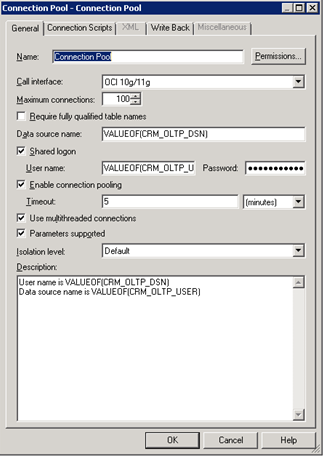 Connection Pool - Connection Pool
General Connection Scripts XML Write Back Miscellaneous
Name: Connection Pool Permissions...
Call interface: OCI 10g/11g
Maximum connections: 100
Require fully qualified table names
Data source name: VALUEOF(CRM_OLTP_DSN)
Shared logon
User name: VALUEOF(CRM_OLTP_U Password: ●●●●●●●●●●●
Enable connection pooling
Timeout: 5 (minutes)
Use multithreaded connections
Parameters supported
Isolation level: Default
Description:
User name is VALUEOF(CRM_OLTP_DSN)
Data source name is VALUEOF(CRM_OLTP_USER)
OK Cancel Help